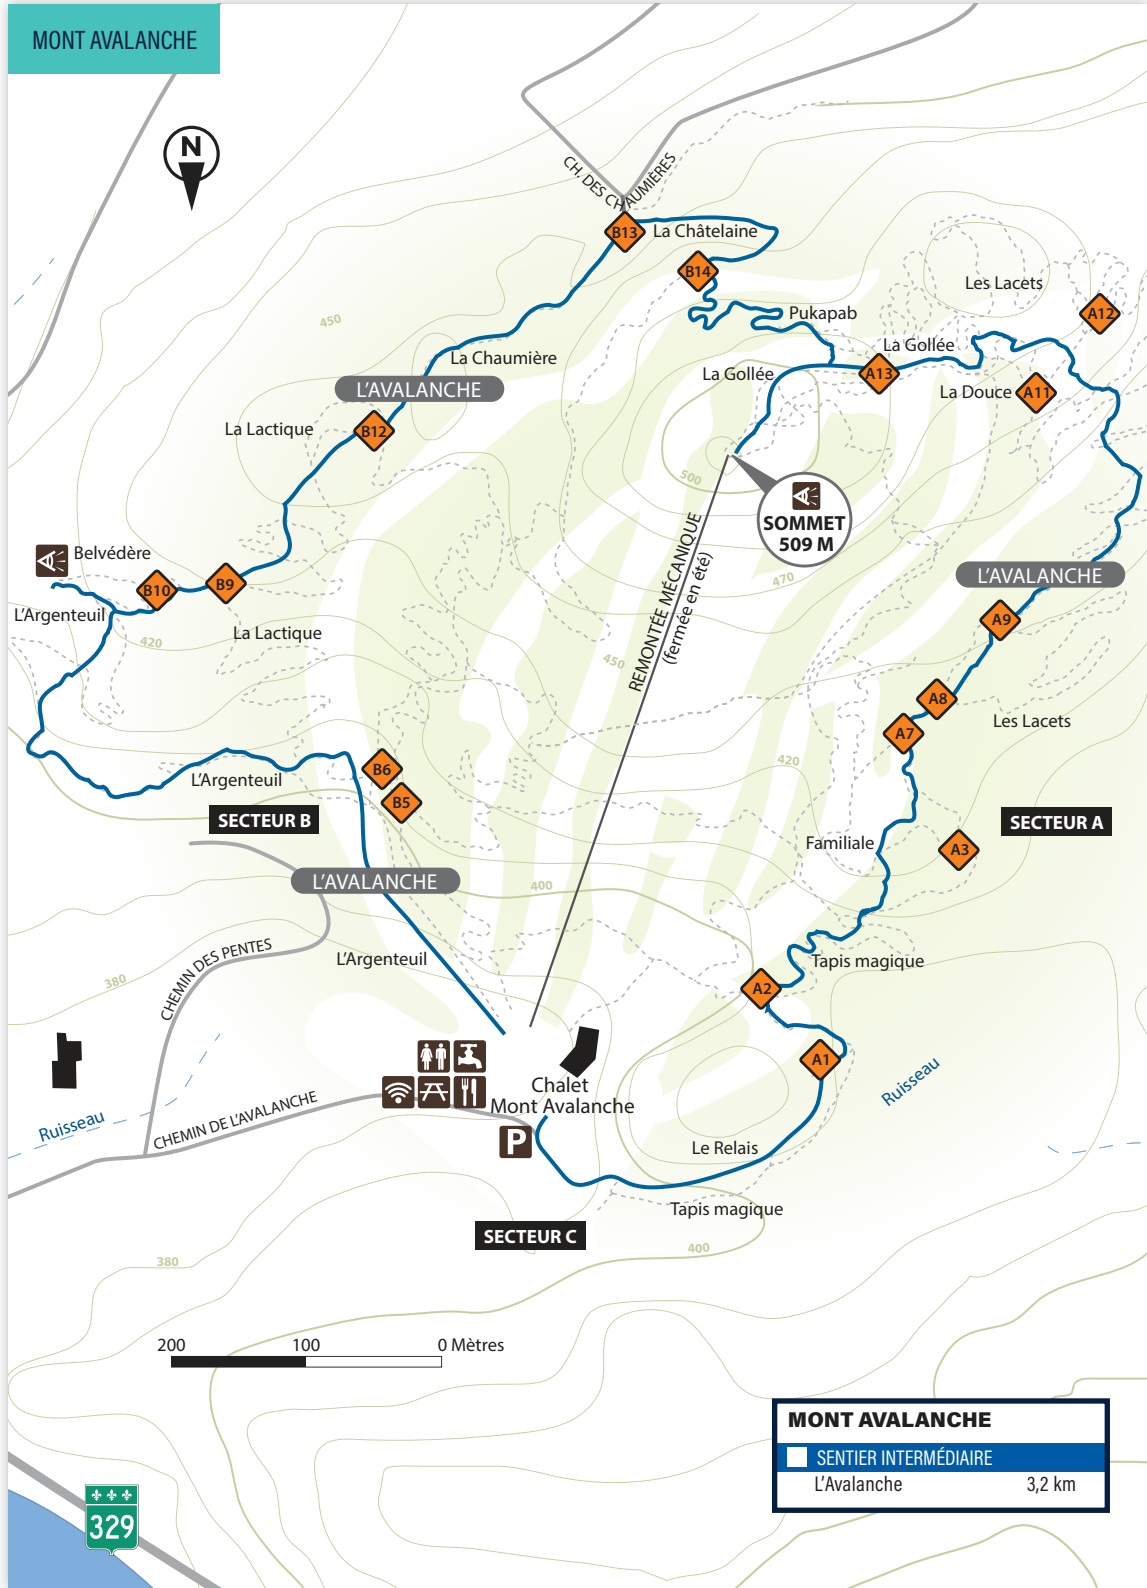 MONT AVALANCHE
N
CH. DES CHAUMIÈRES
B13
La Châtelaine
B14
Les Lacets
A12
Pukapab
450
La Gollée
La Chaumière
La Gollée
A13
L'AVALANCHE
La Douce
A11
La Lactique
B12
500
SOMMET
509 M
REMONTÉE MÉCANIQUE
(fermée en été)
Belvédère
470
L'AVALANCHE
B10
B9
L'Argenteuil
A9
La Lactique
420
450
A8
Les Lacets
A7
420
B6
L'Argenteuil
B5
SECTEUR B
SECTEUR A
Familiale
A3
L'AVALANCHE
400
CHEMIN DES PENTES
L'Argenteuil
Tapis magique
380
A2
A1
Ruisseau
Chalet
Mont Avalanche
CHEMIN DE L'AVALANCHE
Ruisseau
P
Le Relais
Tapis magique
SECTEUR C
400
380
200
100
0 Mètres
MONT AVALANCHE
SENTIER INTERMÉDIAIRE
L'Avalanche 3,2 km
329